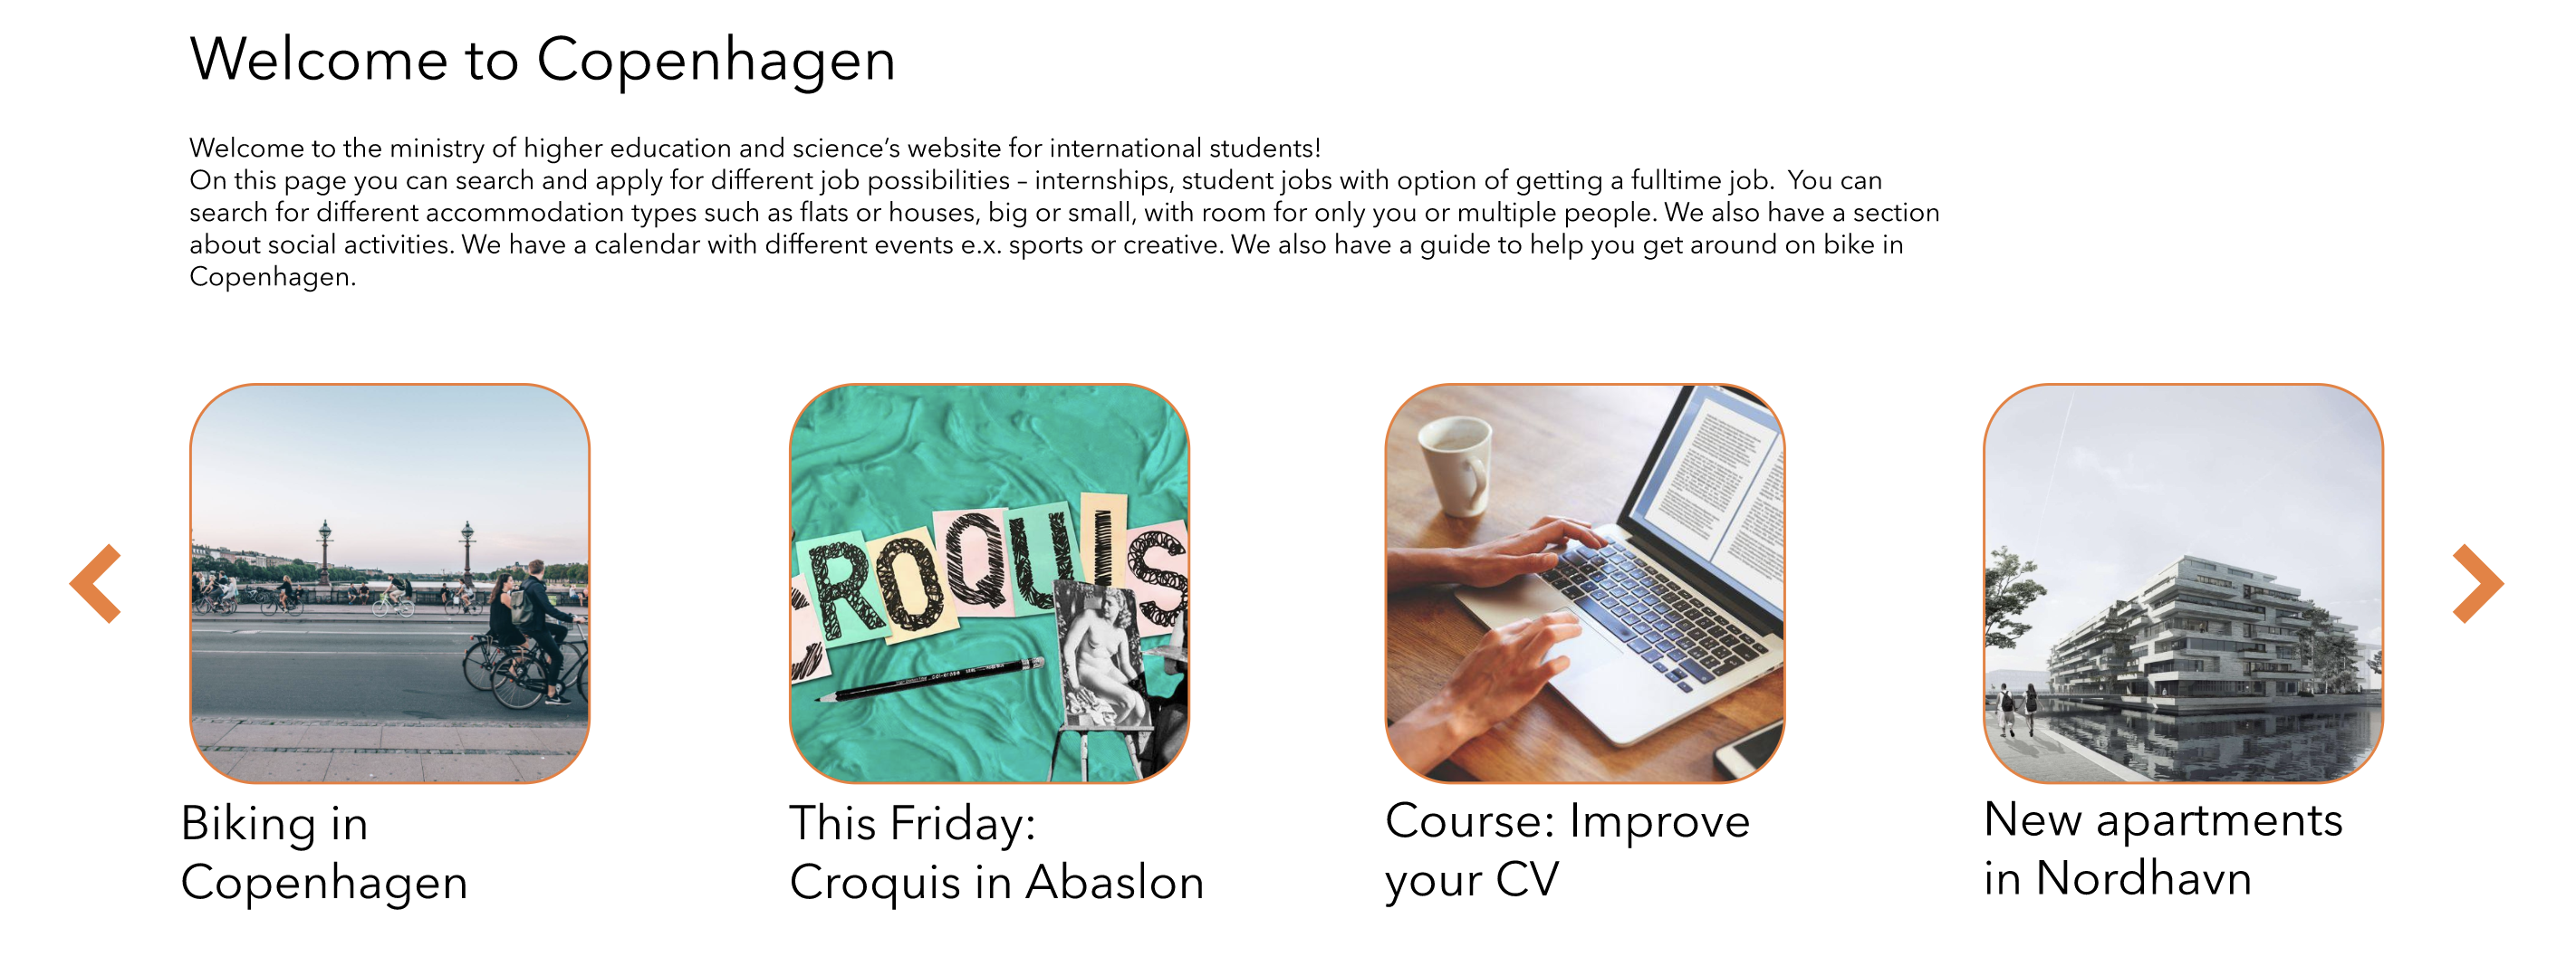 Welcome to Copenhagen
Welcome to the ministry of higher education and science’s website for international students!
On this page you can search and apply for different job possibilities – internships, student jobs with option of getting a fulltime job.  You can
search for different accommodation types such as flats or houses, big or small, with room for only you or multiple people. We also have a section
about social activities. We have a calendar with different events e.x. sports or creative. We also have a guide to help you get around on bike in
Copenhagen.
CROQUIS
Biking in
Copenhagen
This Friday:
Croquis in Abaslon
Course: Improve
your CV
New apartments
in Nordhavn